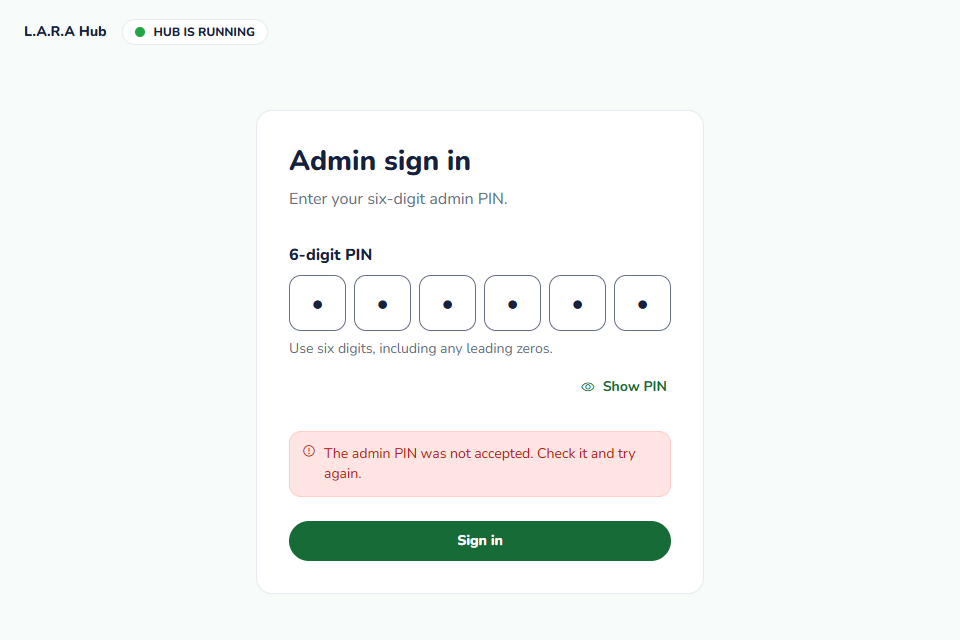 L.A.R.A Hub
HUB IS RUNNING
Admin sign in
Enter your six-digit admin PIN.
6-digit PIN
Use six digits, including any leading zeros.
Show PIN
The admin PIN was not accepted. Check it and try
again.
Sign in